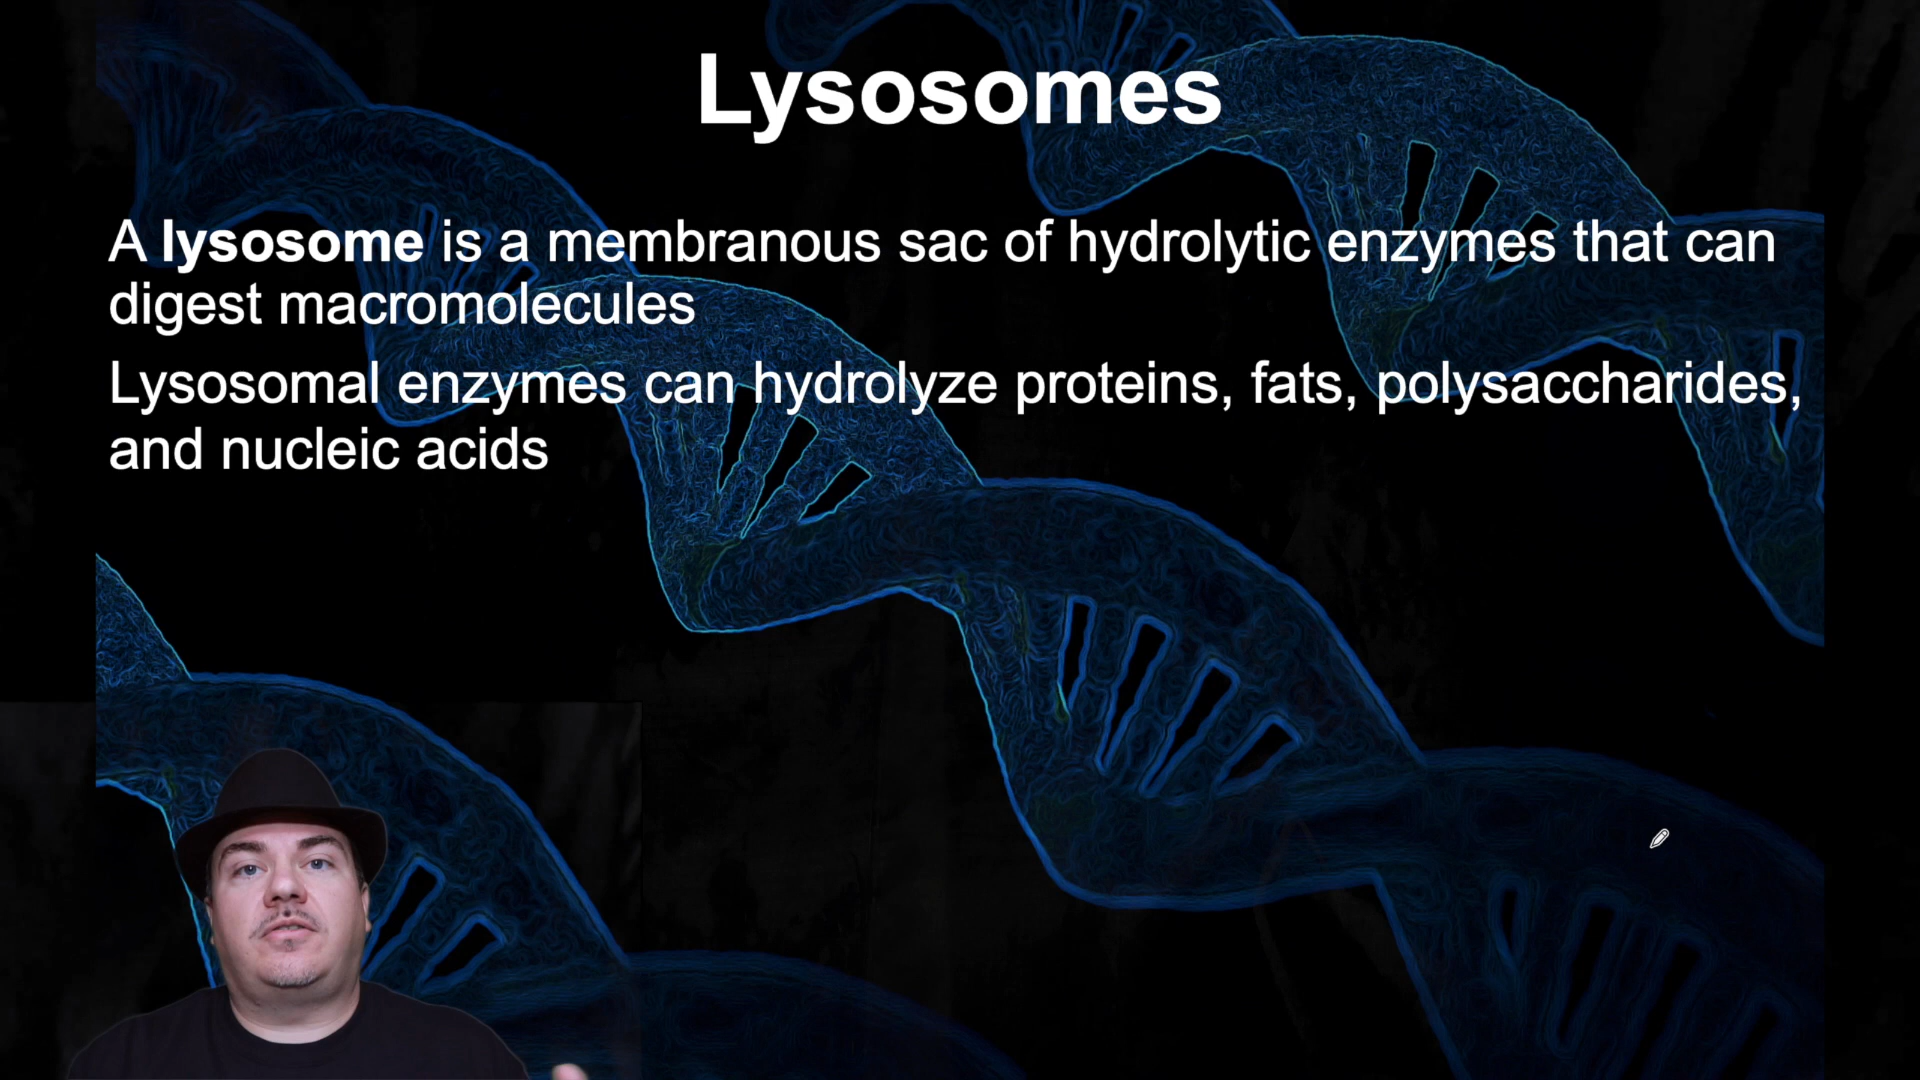 Lysosomes
A lysosome is a membranous sac of hydrolytic enzymes that can
digest macromolecules
Lysosomal enzymes can hydrolyze proteins, fats, polysaccharides,
and nucleic acids